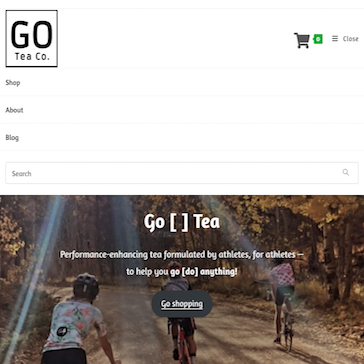 GO
Tea Co.
0
Close
Shop
About
Blog
Search
Go [ ] Tea
Performance-enhancing tea formulated by athletes, for athletes —
to help you go [do] anything!
Go shopping